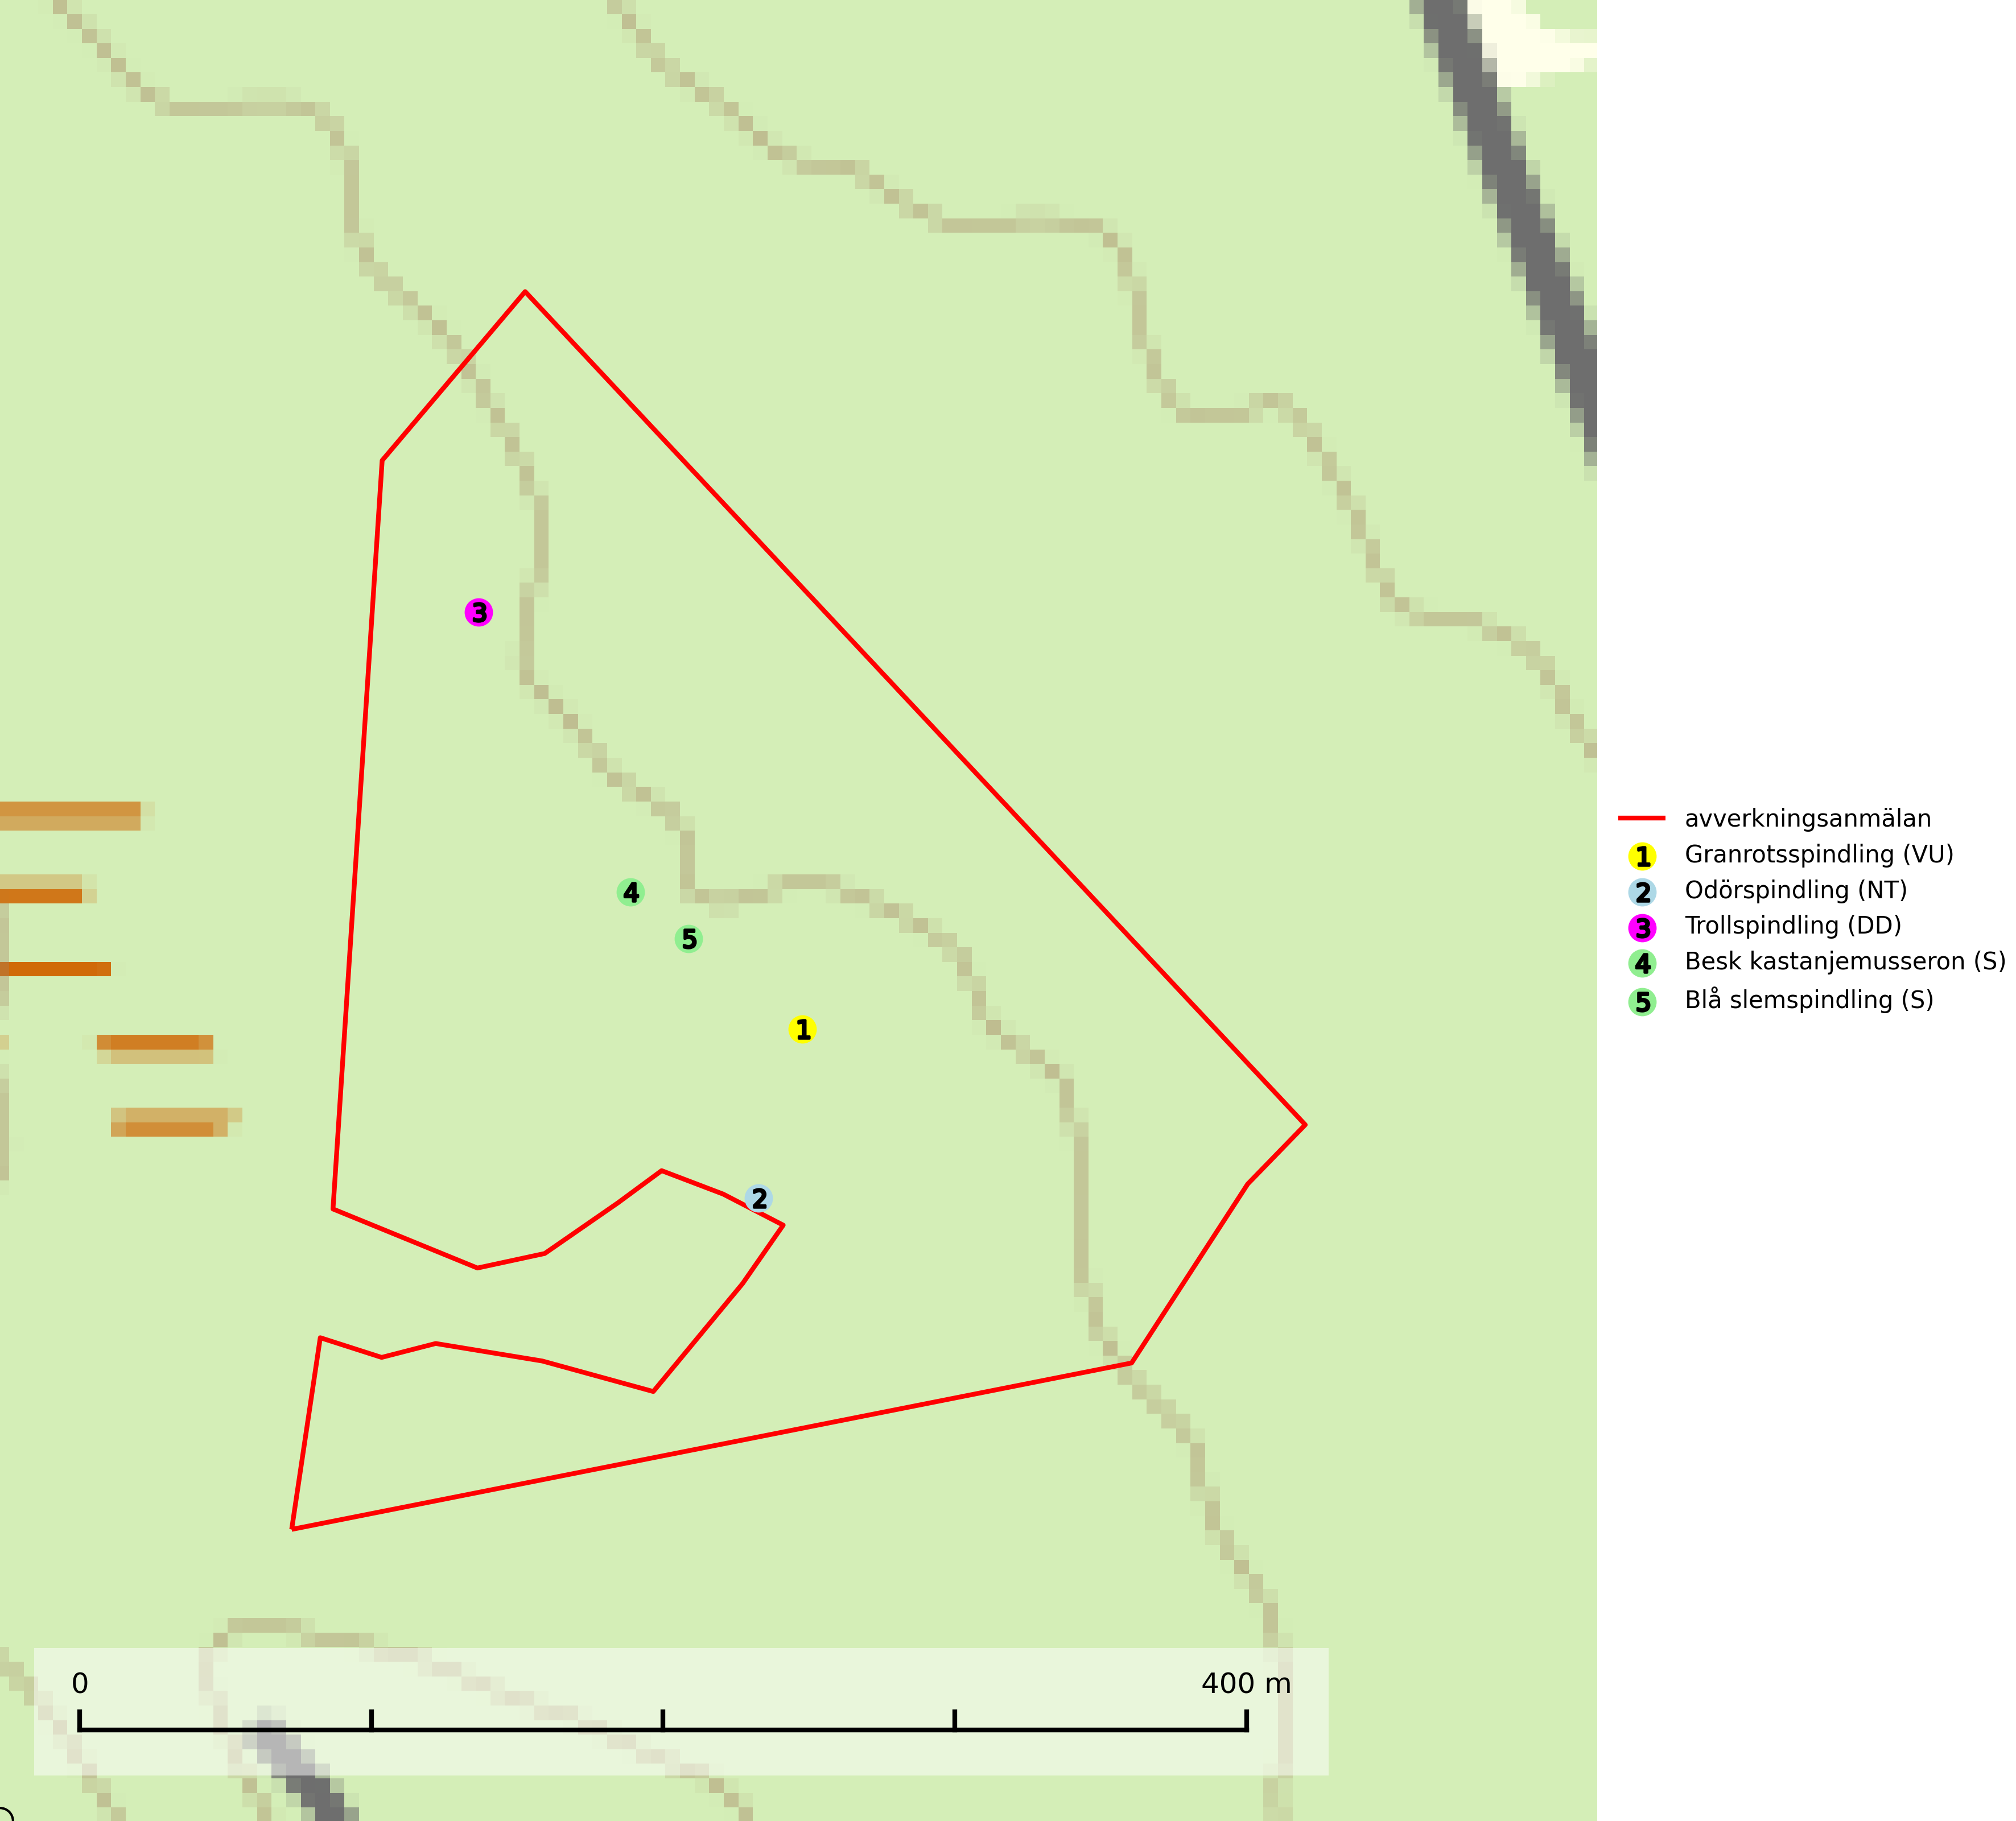 3
4
5
1
2
avverkningsanmälan
1 Granrotsspindling (VU)
2 Odörspindling (NT)
3 Trollspindling (DD)
4 Besk kastanjemusseron (S)
5 Blå slemspindling (S)
0 400 m